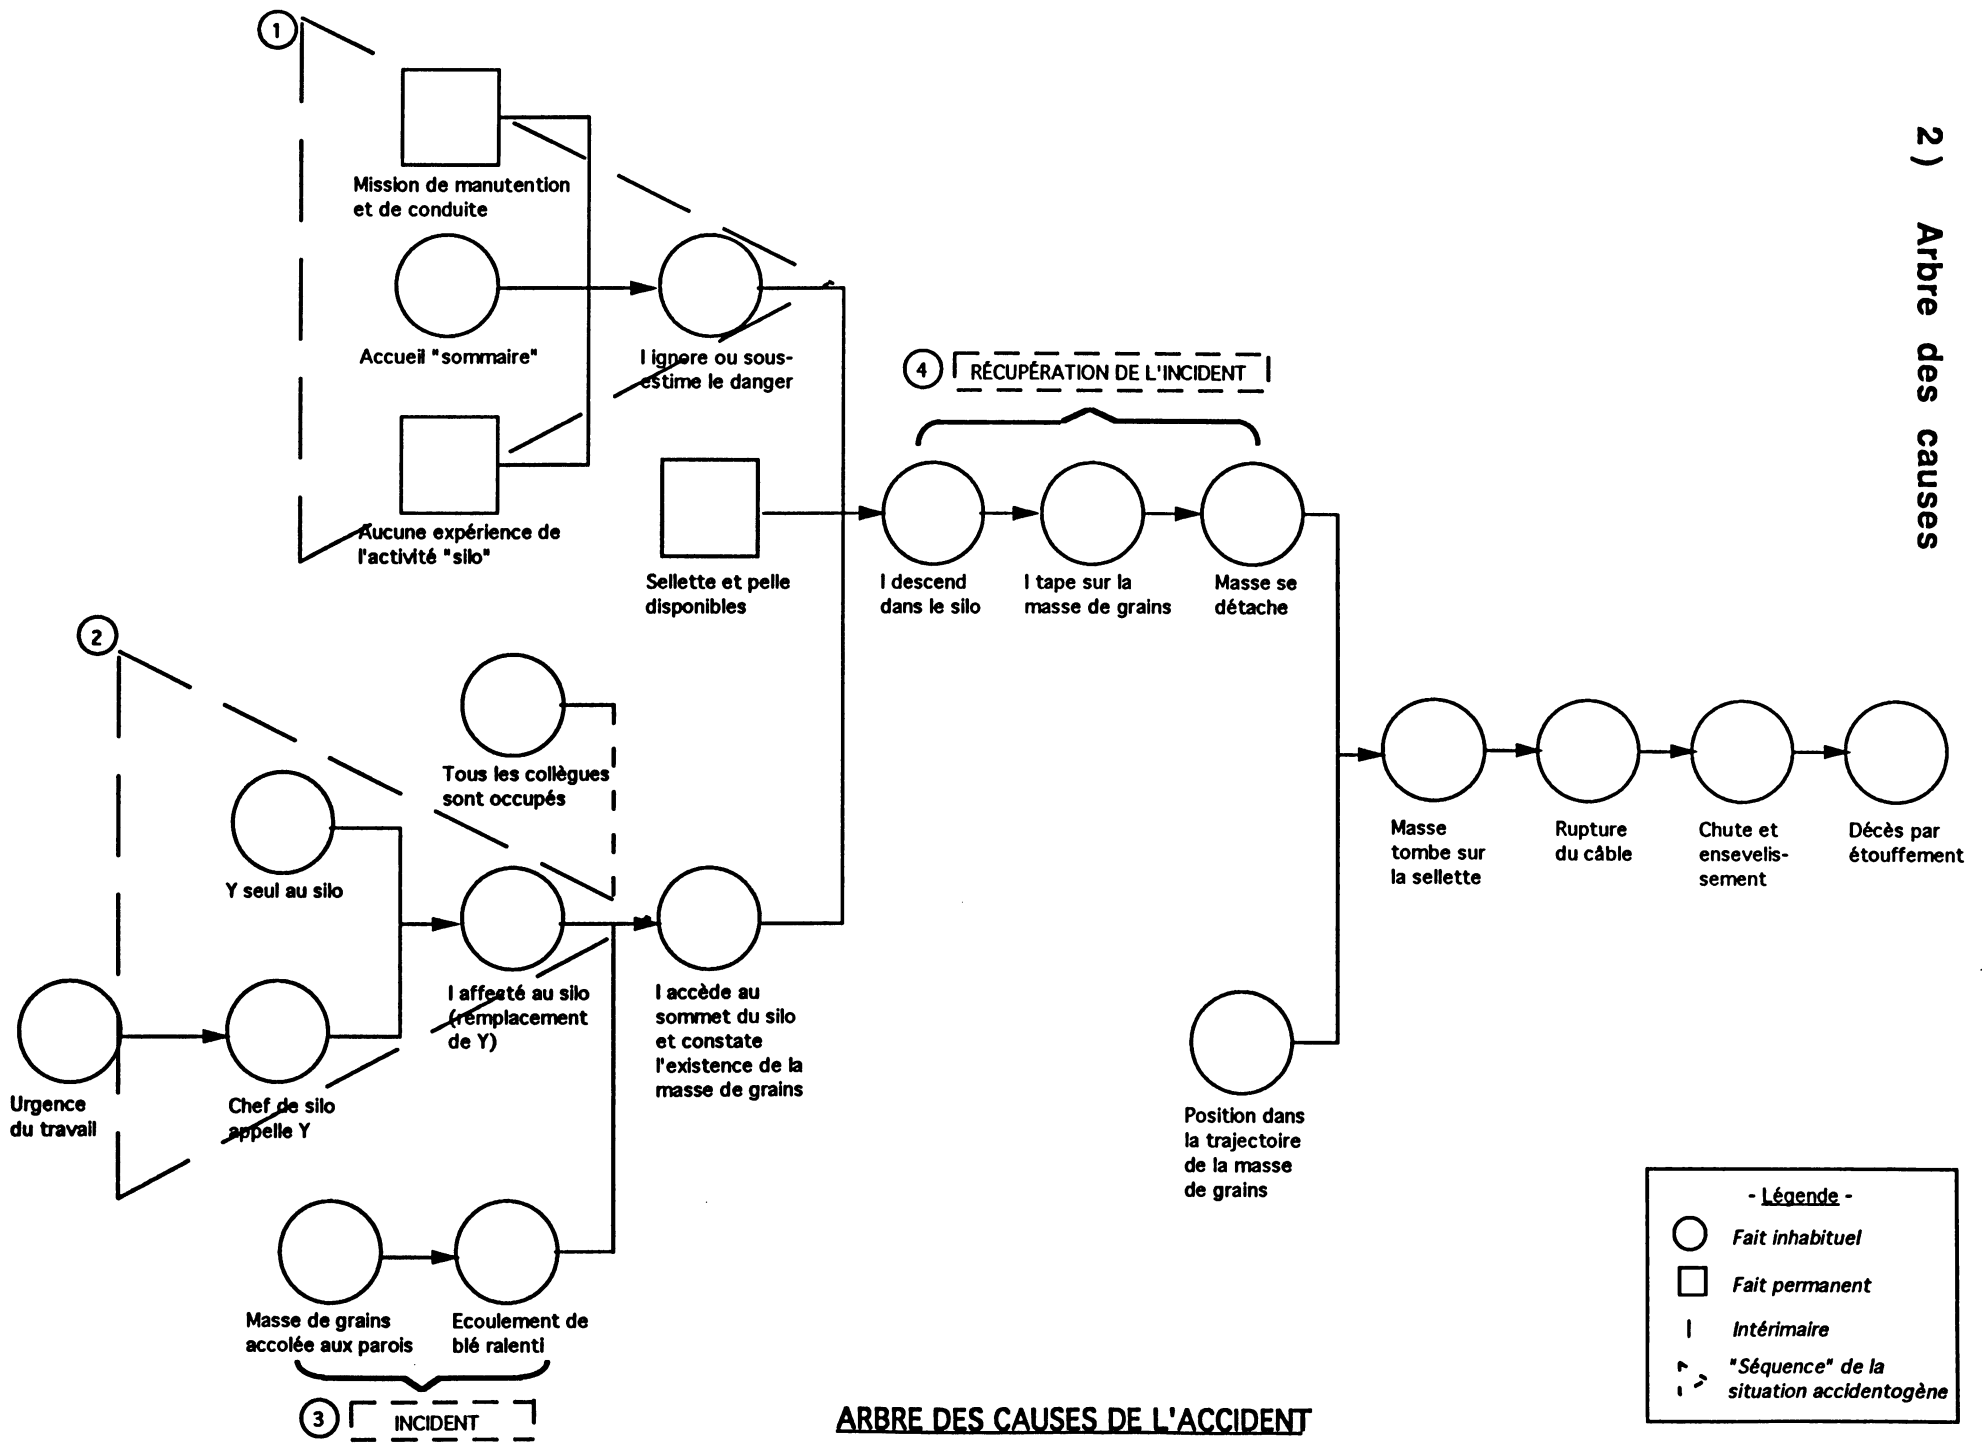 1
Mission de manutention
et de conduite
Accueil "sommaire"
I ignore ou sous-
estime le danger
Aucune expérience de
l'activité "silo"
Sellette et pelle
disponibles
4
RÉCUPÉRATION DE L'INCIDENT
I descend
dans le silo
I tape sur la
masse de grains
Masse se
détache
2) Arbre des causes
2
Tous les collègues
sont occupés
Y seul au silo
Urgence
du travail
Chef de silo
appelle Y
I affecté au silo
(remplacement
de Y)
I accède au
sommet du silo
et constate
l'existence de la
masse de grains
Masse de grains
accolée aux parois
Ecoulement de
blé ralenti
3
INCIDENT
Position dans
la trajectoire
de la masse
de grains
Masse
tombe sur
la sellette
Rupture
du câble
Chute et
ensevelis-
sement
Décès par
étouffement
- Légende -
Fait inhabituel
Fait permanent
I Intérimaire
"Séquence" de la
situation accidentogène
ARBRE DES CAUSES DE L'ACCIDENT